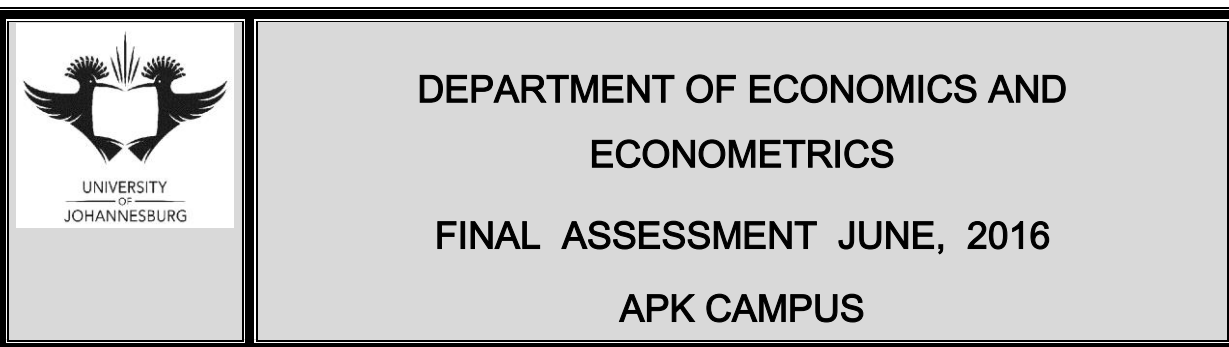 UNIVERSITY
OF
JOHANNESBURG
DEPARTMENT OF ECONOMICS AND
ECONOMETRICS
FINAL ASSESSMENT JUNE, 2016
APK CAMPUS